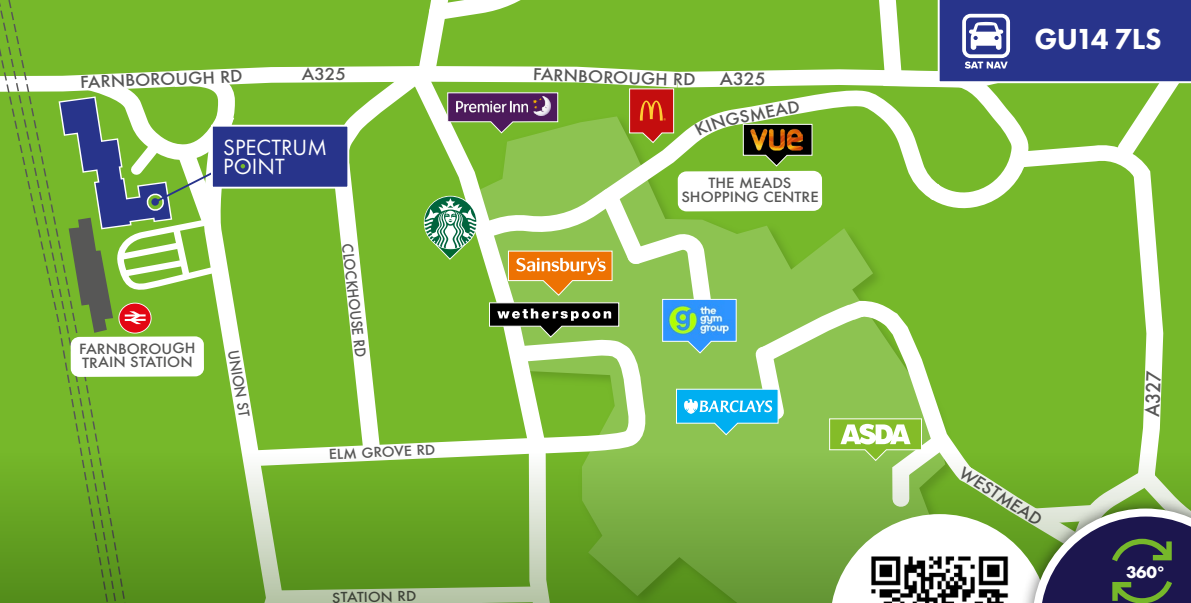 SAT NAV
GU14 7LS
FARNBOROUGH RD
A325
FARNBOROUGH RD
A325
Premier Inn
M
KINGSMEAD
VUE
SPECTRUM
POINT
THE MEADS
SHOPPING CENTRE
Sainsbury's
CLOCKHOUSE RD
wetherspoon
g
the
gym
group
FARNBOROUGH
TRAIN STATION
UNION ST
A327
BARCLAYS
ASDA
ELM GROVE RD
WESTMEAD
360°
STATION RD